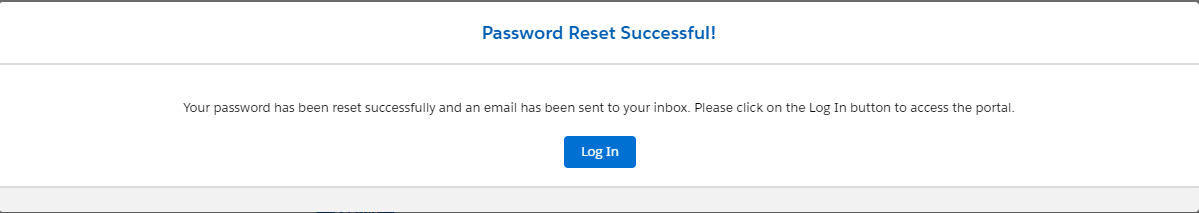 Password Reset Successful!
Your password has been reset successfully and an email has been sent to your inbox. Please click on the Log In button to access the portal.
Log In